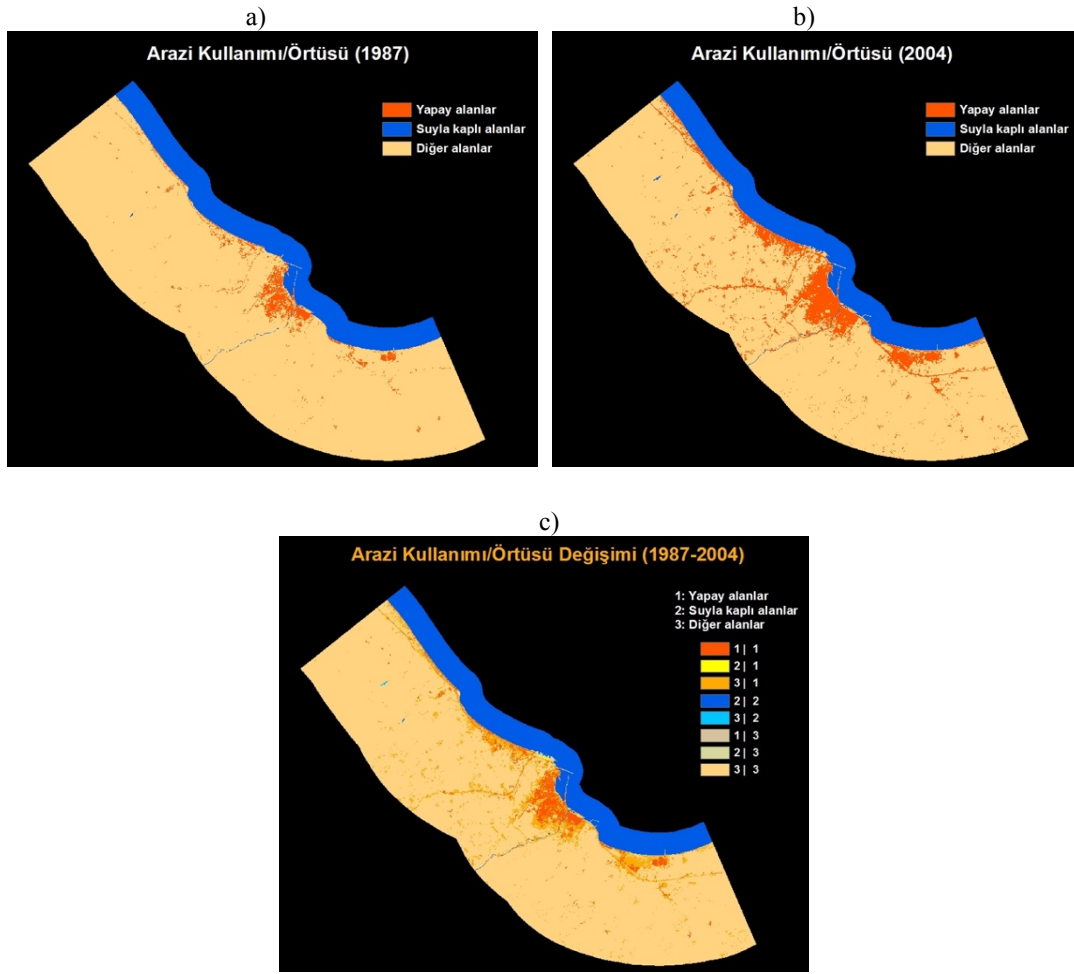 a)
Arazi Kullanımı/Örtüsü (1987)
Yapay alanlar
Suyla kaplı alanlar
Diğer alanlar
b)
Arazi Kullanımı/Örtüsü (2004)
Yapay alanlar
Suyla kaplı alanlar
Diğer alanlar
c)
Arazi Kullanımı/Örtüsü Değişimi (1987-2004)
1: Yapay alanlar
2: Suyla kaplı alanlar
3: Diğer alanlar
1 | 1
2 | 1
3 | 1
2 | 2
3 | 2
1 | 3
2 | 3
3 | 3